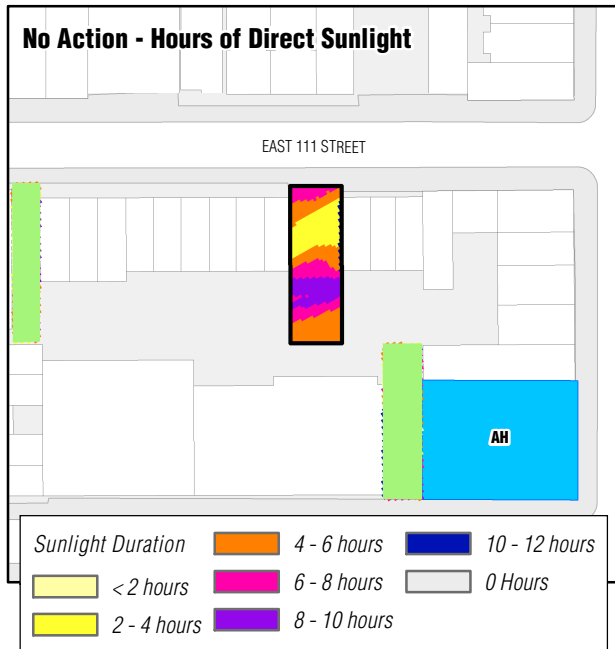 No Action - Hours of Direct Sunlight
EAST 111 STREET
AH
Sunlight Duration
< 2 hours
2 - 4 hours
4 - 6 hours
6 - 8 hours
8 - 10 hours
10 - 12 hours
0 Hours